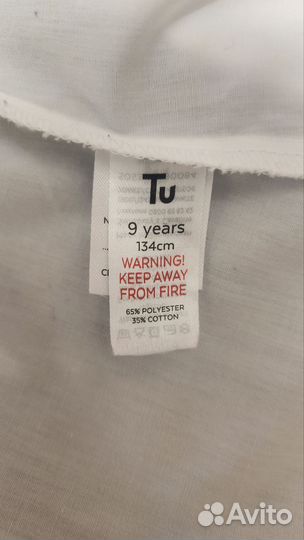 Tu
9 years
134cm
WARNING!
KEEP AWAY
FROM FIRE
65% POLYESTER
35% COTTON
Avito